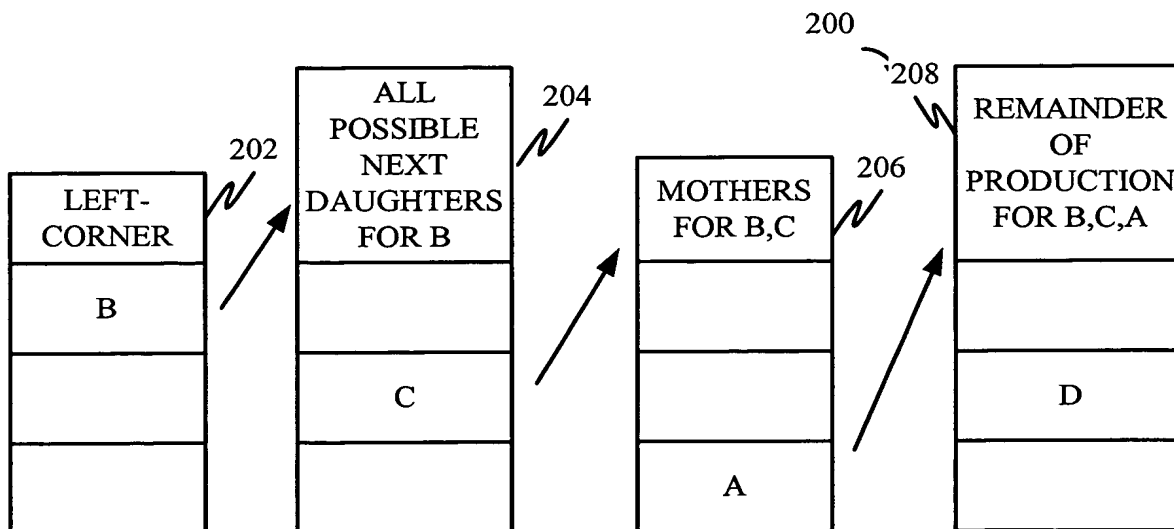 200
208
204
202
206
ALL
POSSIBLE
NEXT
DAUGHTERS
FOR B
REMAINDER
OF
PRODUCTION
FOR B,C,A
LEFT-
CORNER
MOTHERS
FOR B,C
B
C
D
A